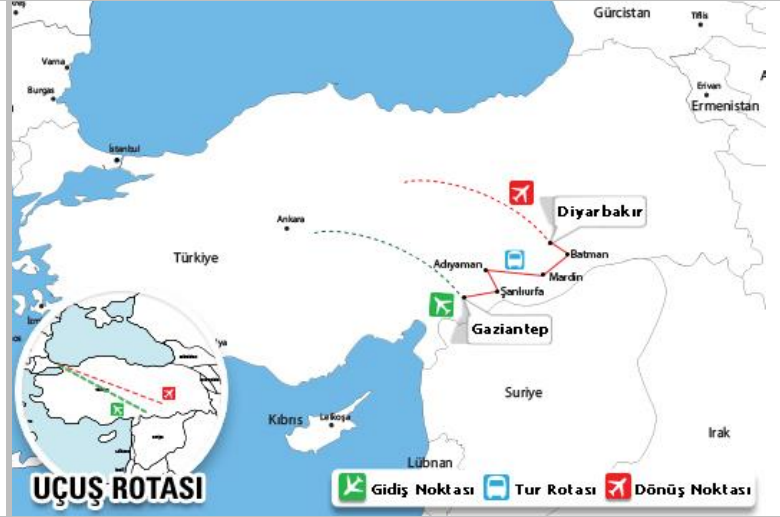 Gürcistan
Tiflis
Varna
Burgas
Erivan
Ermenistan
İstanbul
Ankara
Diyarbakır
Türkiye
Batman
Adıyaman
Mardin
Şanlıurfa
Gaziantep
Suriye
Kıbrıs
Lefkoşa
Irak
Lübnan
UÇUŞ ROTASI
Gidiş Noktası
Tur Rotası
Dönüş Noktası